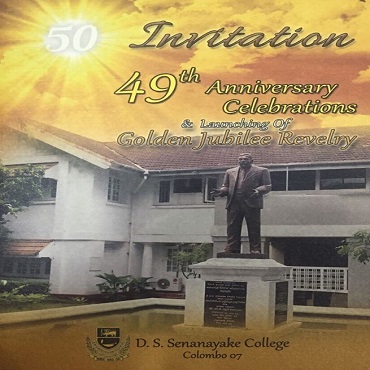 50
Invitation
49th Anniversary
Celebrations
& Launching Of
Golden Jubilee Revelry
D. S. Senanayake College
Colombo 07